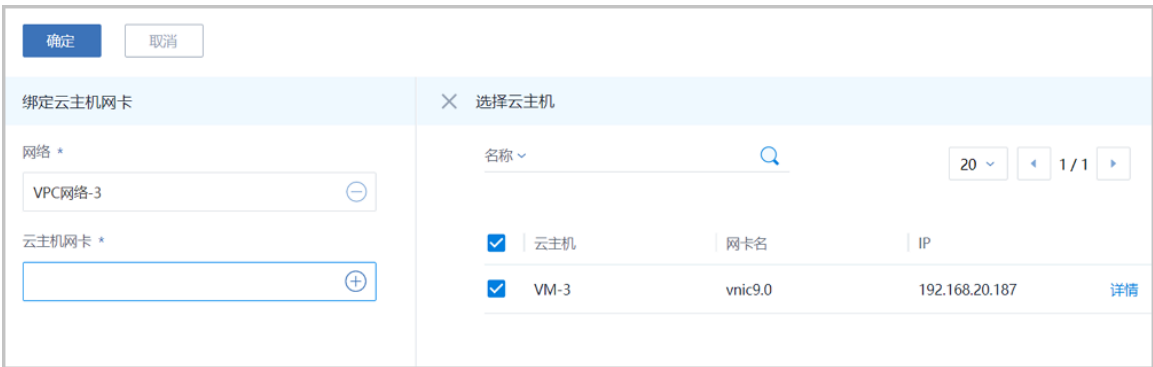 确定 取消
绑定云主机网卡
网络 *
VPC网络-3
云主机网卡 *
选择云主机
名称
20 1 / 1
云主机 网卡名 IP
VM-3 vnic9.0 192.168.20.187 详情